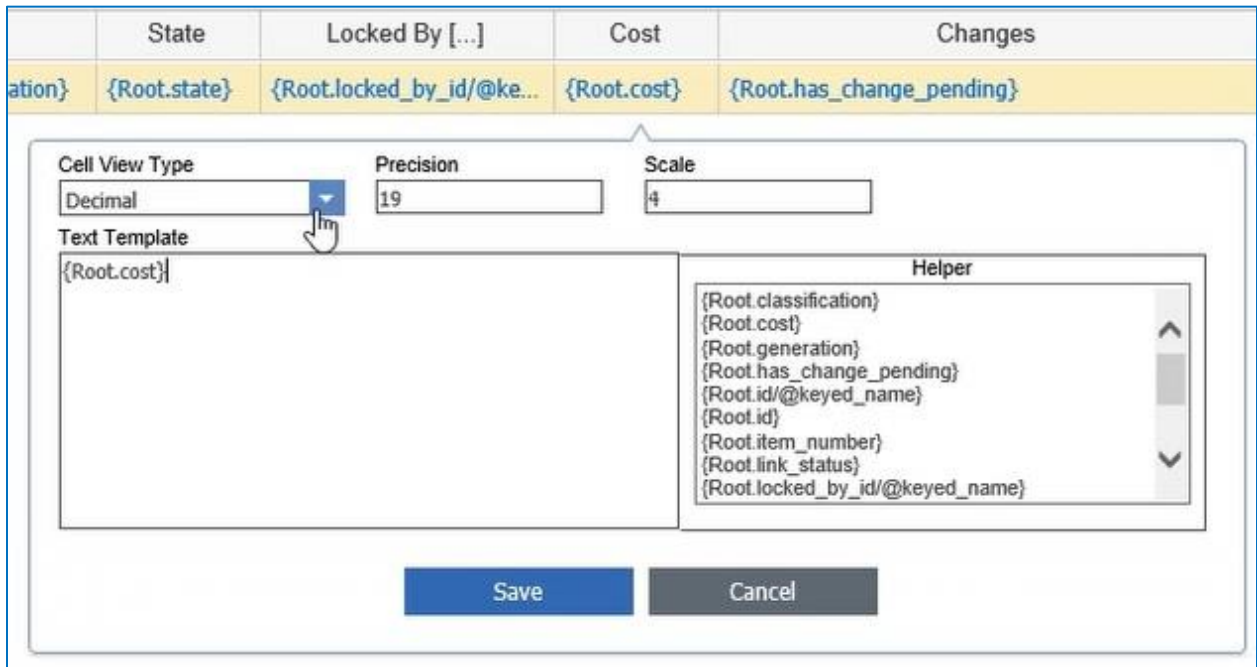 State Locked By [...] Cost Changes
ation} {Root.state} {Root.locked_by_id/@ke... {Root.cost} {Root.has_change_pending}
Cell View Type Precision Scale
Decimal 19 4
Text Template
{Root.cost}
Helper
{Root.classification}
{Root.cost}
{Root.generation}
{Root.has_change_pending}
{Root.id/@keyed_name}
{Root.id}
{Root.item_number}
{Root.link_status}
{Root.locked_by_id/@keyed_name}
Save Cancel